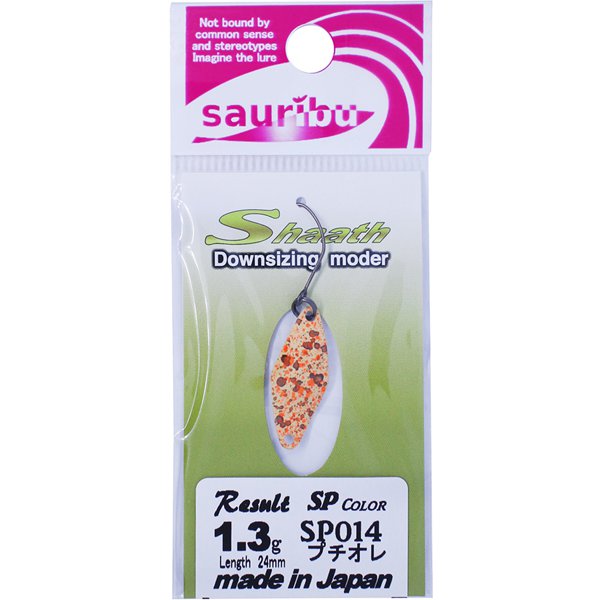 Not bound by
common sense
and stereotypes
Imagine the lure
sauribu
Shaath
Downsizing moder
Result SP COLOR
1.3g SP014
Length 24mm プチオレ
made in Japan